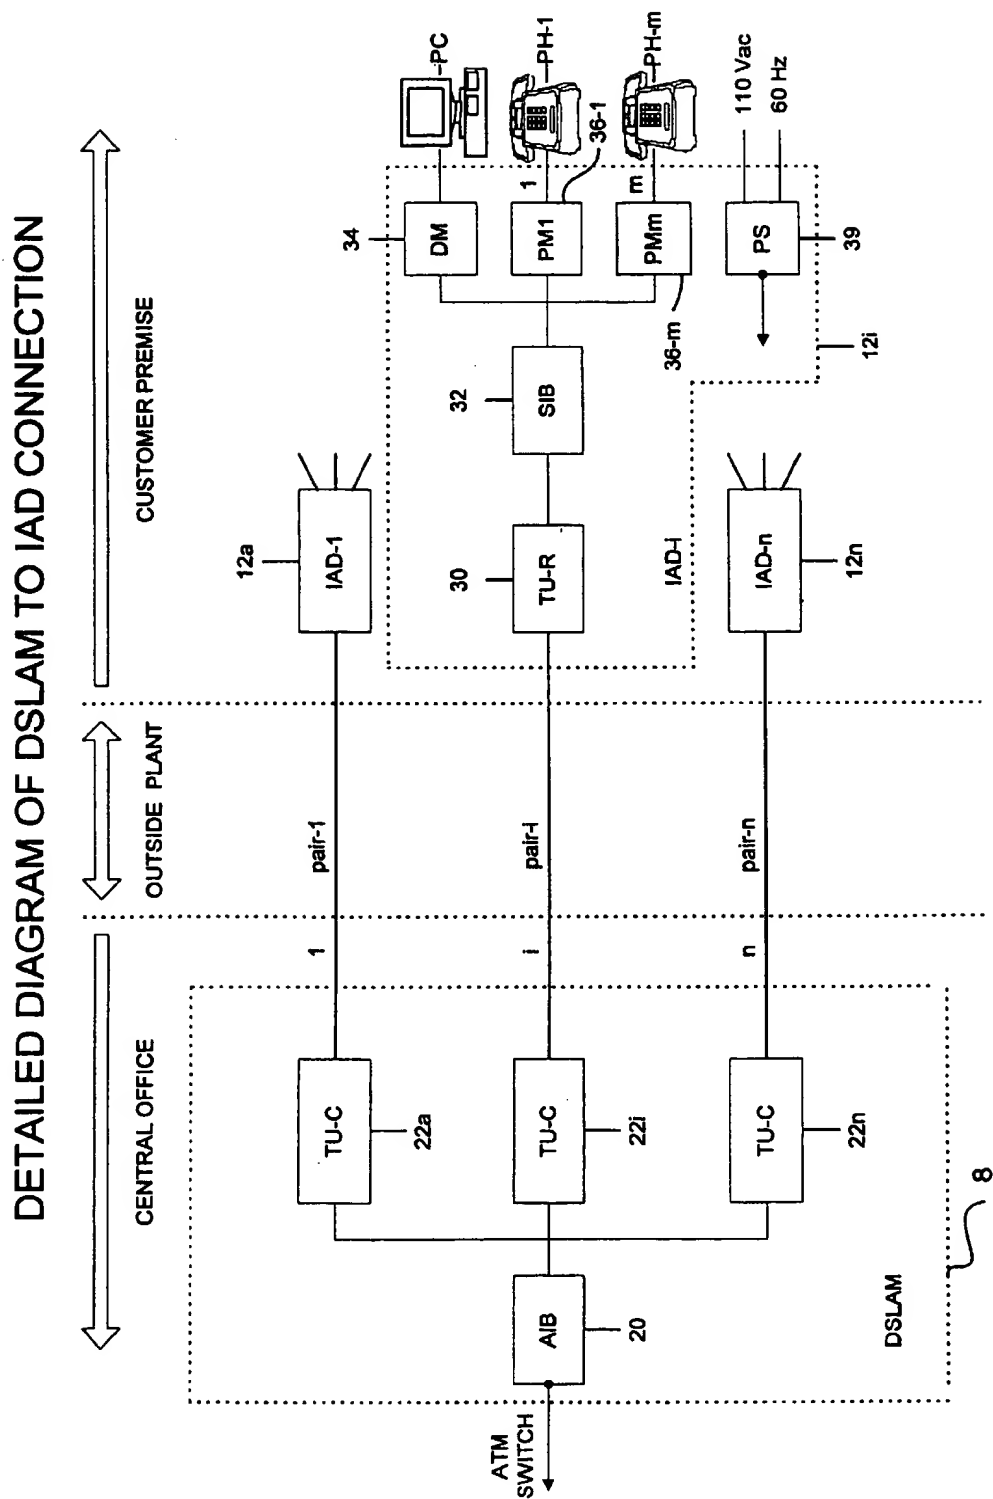 DETAILED DIAGRAM OF DSLAM TO IAD CONNECTION
CENTRAL OFFICE
OUTSIDE PLANT
CUSTOMER PREMISE
ATM
SWITCH
AIB
20
DSLAM
8
TU-C
22a
TU-C
22i
TU-C
22n
1
pair-1
i
pair-i
n
pair-n
12a
IAD-1
30
TU-R
32
SIB
IAD-i
12i
IAD-n
12n
34
DM
PC
PM1
1
PH-1
36-1
PMm
m
PH-m
36-m
PS
39
110 Vac
60 Hz